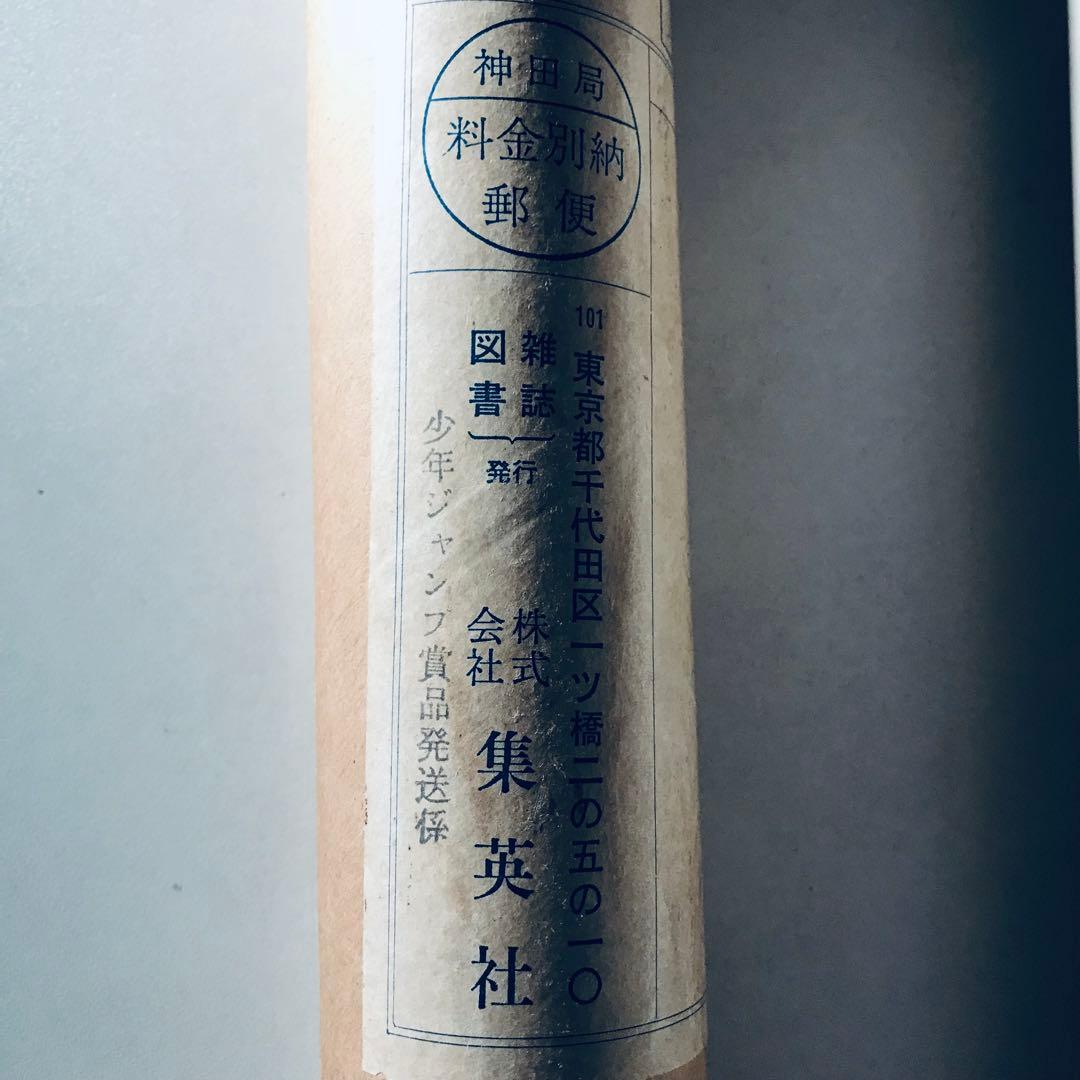 神田局
料金別納
郵便
101 東京都千代田区一ツ橋二の五の一〇
雑誌
図書
発行
株式
会社
集英社
少年ジャンプ賞品発送係